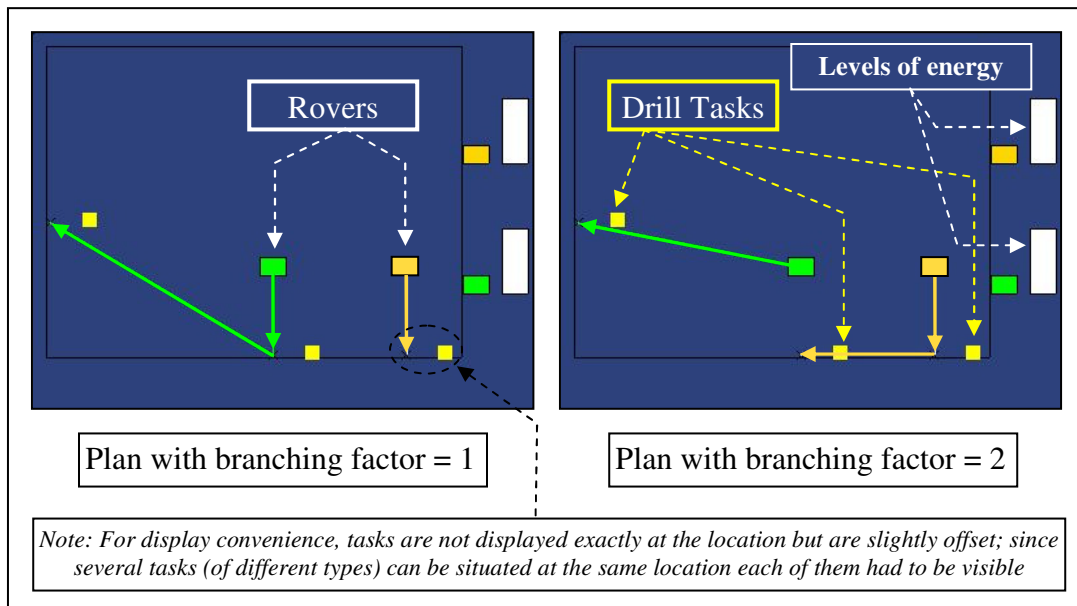 Rovers
Drill Tasks
Levels of energy
Plan with branching factor = 1
Plan with branching factor = 2
Note: For display convenience, tasks are not displayed exactly at the location but are slightly offset; since
several tasks (of different types) can be situated at the same location each of them had to be visible